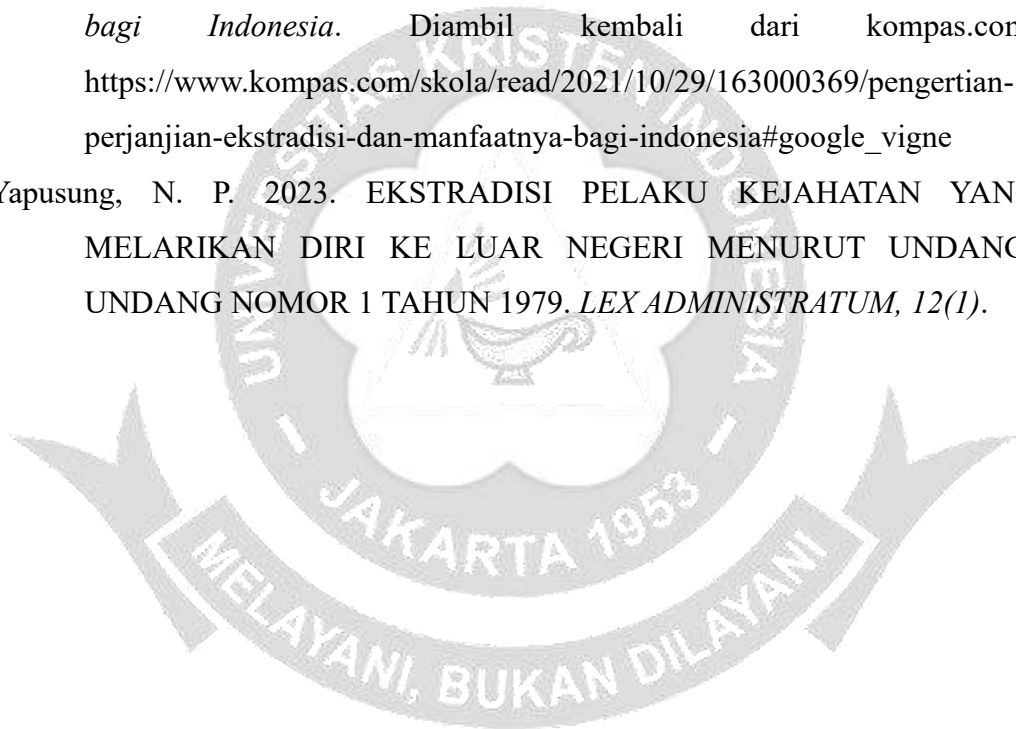 bagi Indonesia. Diambil kembali dari kompas.com
https://www.kompas.com/skola/read/2021/10/29/163000369/pengertian-
perjanjian-ekstradisi-dan-manfaatnya-bagi-indonesia#google_vigne
Yapusung, N. P. 2023. EKSTRADISI PELAKU KEJAHATAN YANG
MELARIKAN DIRI KE LUAR NEGERI MENURUT UNDANG
UNDANG NOMOR 1 TAHUN 1979. LEX ADMINISTRATUM, 12(1).
UNIVERSITAS KRISTEN INDONESIA
- JAKARTA 1953 -
MELAYANI, BUKAN DILAYANI